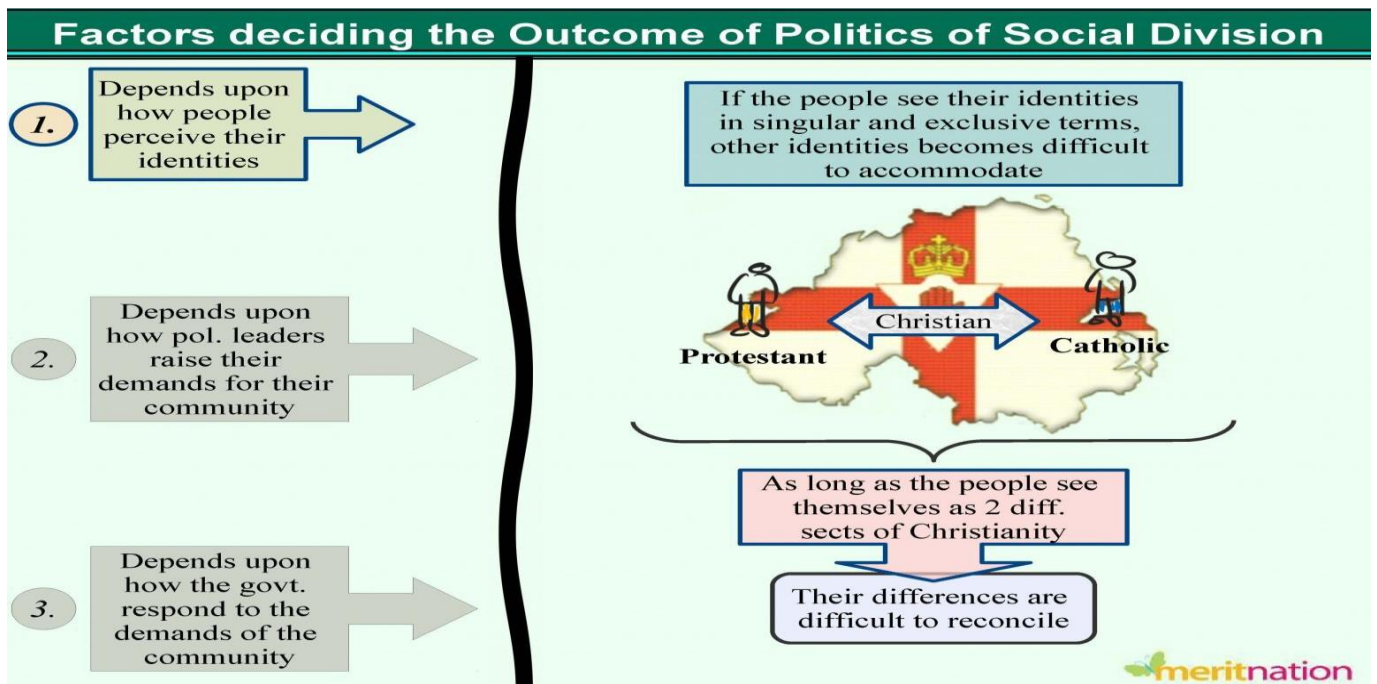 Factors deciding the Outcome of Politics of Social Division
1.
Depends upon
how people
perceive their
identities
2.
Depends upon
how pol. leaders
raise their
demands for their
community
3.
Depends upon
how the govt.
respond to the
demands of the
community
If the people see their identities
in singular and exclusive terms,
other identities becomes difficult
to accommodate
Protestant
Christian
Catholic
As long as the people see
themselves as 2 diff.
sects of Christianity
Their differences are
difficult to reconcile
meritnation